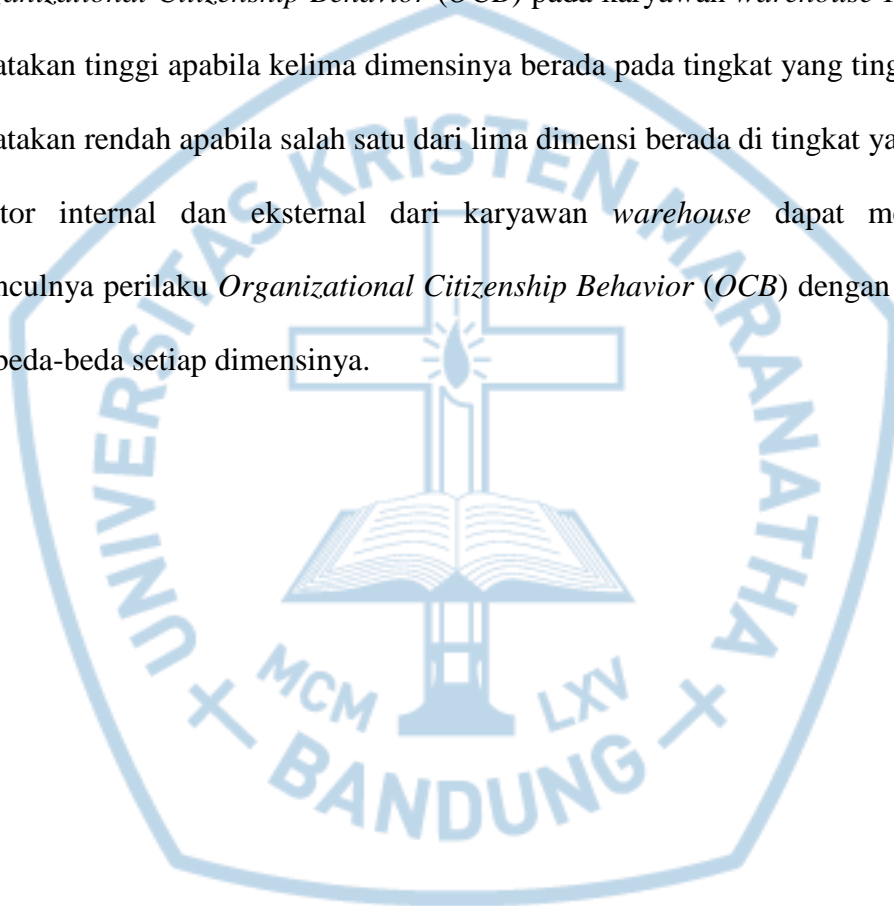 ganizational Citizenship Behavior (OCB) pada karyawan warehouse
atakan tinggi apabila kelima dimensinya berada pada tingkat yang ting
atakan rendah apabila salah satu dari lima dimensi berada di tingkat ya
tor internal dan eksternal dari karyawan warehouse dapat me
nculnya perilaku Organizational Citizenship Behavior (OCB) dengan
beda-beda setiap dimensinya.
UNIVERSITAS KRISTEN MARANATHA
MCM LXV
BANDUNG